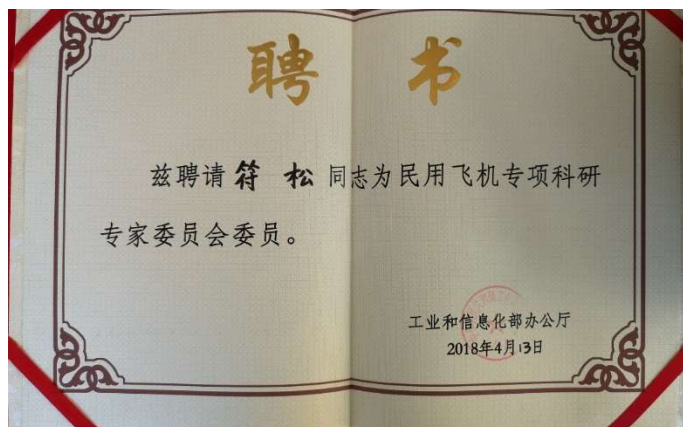 聘 书
兹聘请 符 松 同志为民用飞机专项科研
专家委员会委员。
工业和信息化部办公厅
2018年4月13日